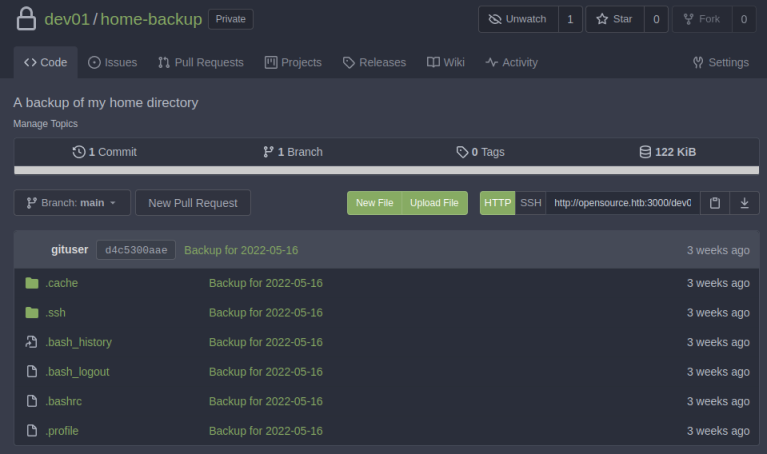 dev01 / home-backup Private Unwatch 1 Star 0 Fork 0
Code Issues Pull Requests Projects Releases Wiki Activity Settings
A backup of my home directory
Manage Topics
1 Commit 1 Branch 0 Tags 122 KiB
Branch: main New Pull Request New File Upload File HTTP SSH http://opensource.htb:3000/dev0
gituser d4c5300aae Backup for 2022-05-16 3 weeks ago
.cache Backup for 2022-05-16 3 weeks ago
.ssh Backup for 2022-05-16 3 weeks ago
.bash_history Backup for 2022-05-16 3 weeks ago
.bash_logout Backup for 2022-05-16 3 weeks ago
.bashrc Backup for 2022-05-16 3 weeks ago
.profile Backup for 2022-05-16 3 weeks ago